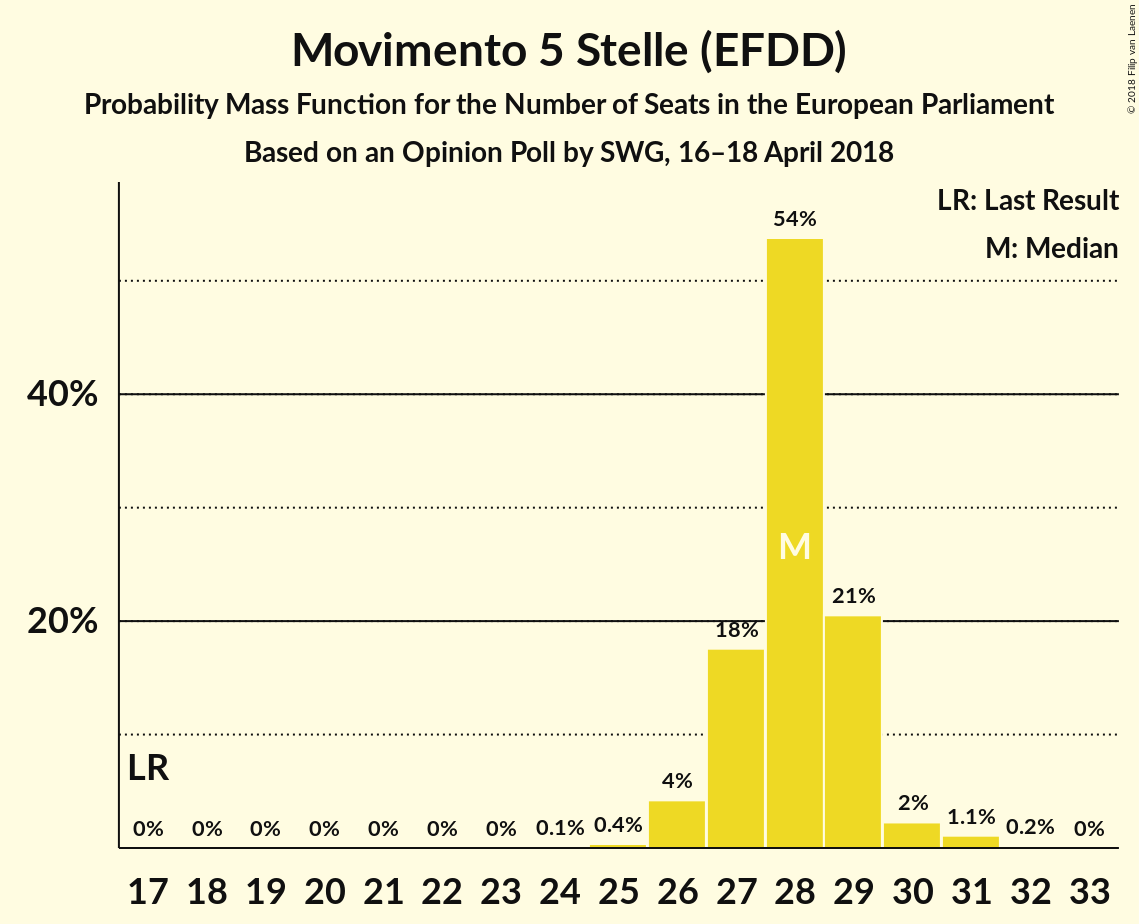 Movimento 5 Stelle (EFDD)
Probability Mass Function for the Number of Seats in the European Parliament
Based on an Opinion Poll by SWG, 16–18 April 2018
© 2018 Filip van Laenen
LR: Last Result
M: Median
54%
40%
M
21%
20%
18%
LR
4%
2%
1.1%
0% 0% 0% 0% 0% 0% 0% 0.1% 0.4% 0.2% 0%
17 18 19 20 21 22 23 24 25 26 27 28 29 30 31 32 33